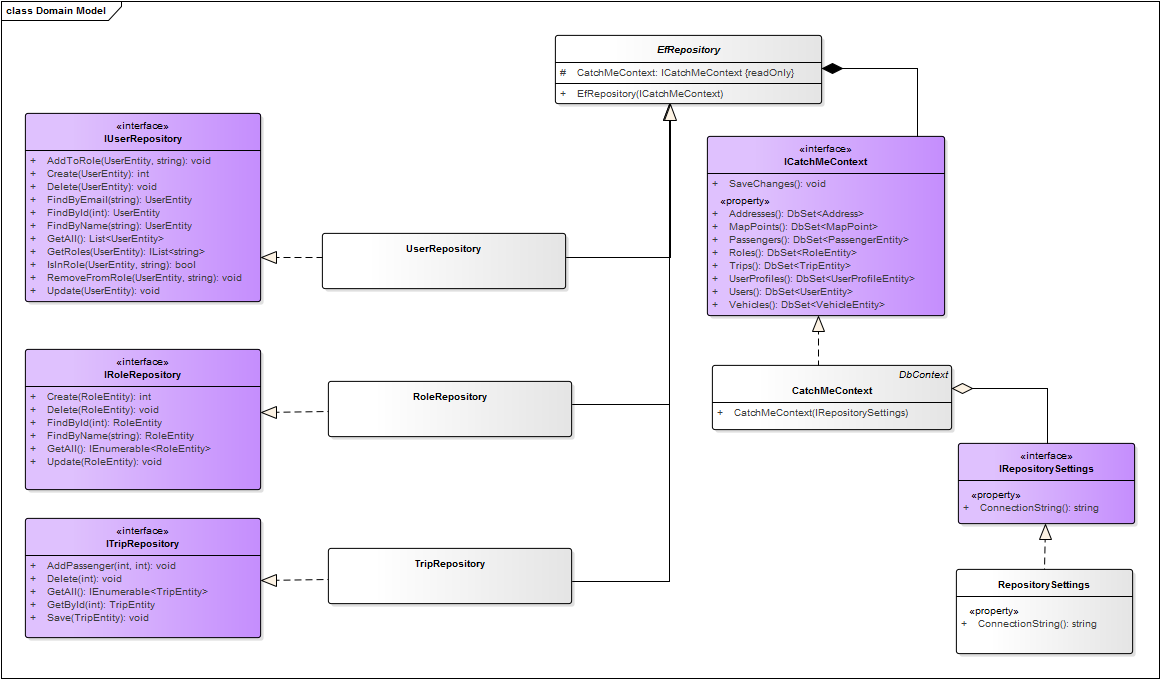 class Domain Model
EfRepository
# CatchMeContext: ICatchMeContext {readOnly}
+ EfRepository(ICatchMeContext)
«interface»
IUserRepository
+ AddToRole(UserEntity, string): void
+ Create(UserEntity): int
+ Delete(UserEntity): void
+ FindByEmail(string): UserEntity
+ FindById(int): UserEntity
+ FindByName(string): UserEntity
+ GetAll(): List<UserEntity>
+ GetRoles(UserEntity): IList<string>
+ IsInRole(UserEntity, string): bool
+ RemoveFromRole(UserEntity, string): void
+ Update(UserEntity): void
UserRepository
«interface»
ICatchMeContext
+ SaveChanges(): void
«property»
+ Addresses(): DbSet<Address>
+ MapPoints(): DbSet<MapPoint>
+ Passengers(): DbSet<PassengerEntity>
+ Roles(): DbSet<RoleEntity>
+ Trips(): DbSet<TripEntity>
+ UserProfiles(): DbSet<UserProfileEntity>
+ Users(): DbSet<UserEntity>
+ Vehicles(): DbSet<VehicleEntity>
«interface»
IRoleRepository
+ Create(RoleEntity): int
+ Delete(RoleEntity): void
+ FindById(int): RoleEntity
+ FindByName(string): RoleEntity
+ GetAll(): IEnumerable<RoleEntity>
+ Update(RoleEntity): void
RoleRepository
DbContext
CatchMeContext
+ CatchMeContext(IRepositorySettings)
«interface»
IRepositorySettings
«property»
+ ConnectionString(): string
«interface»
ITripRepository
+ AddPassenger(int, int): void
+ Delete(int): void
+ GetAll(): IEnumerable<TripEntity>
+ GetById(int): TripEntity
+ Save(TripEntity): void
TripRepository
RepositorySettings
«property»
+ ConnectionString(): string